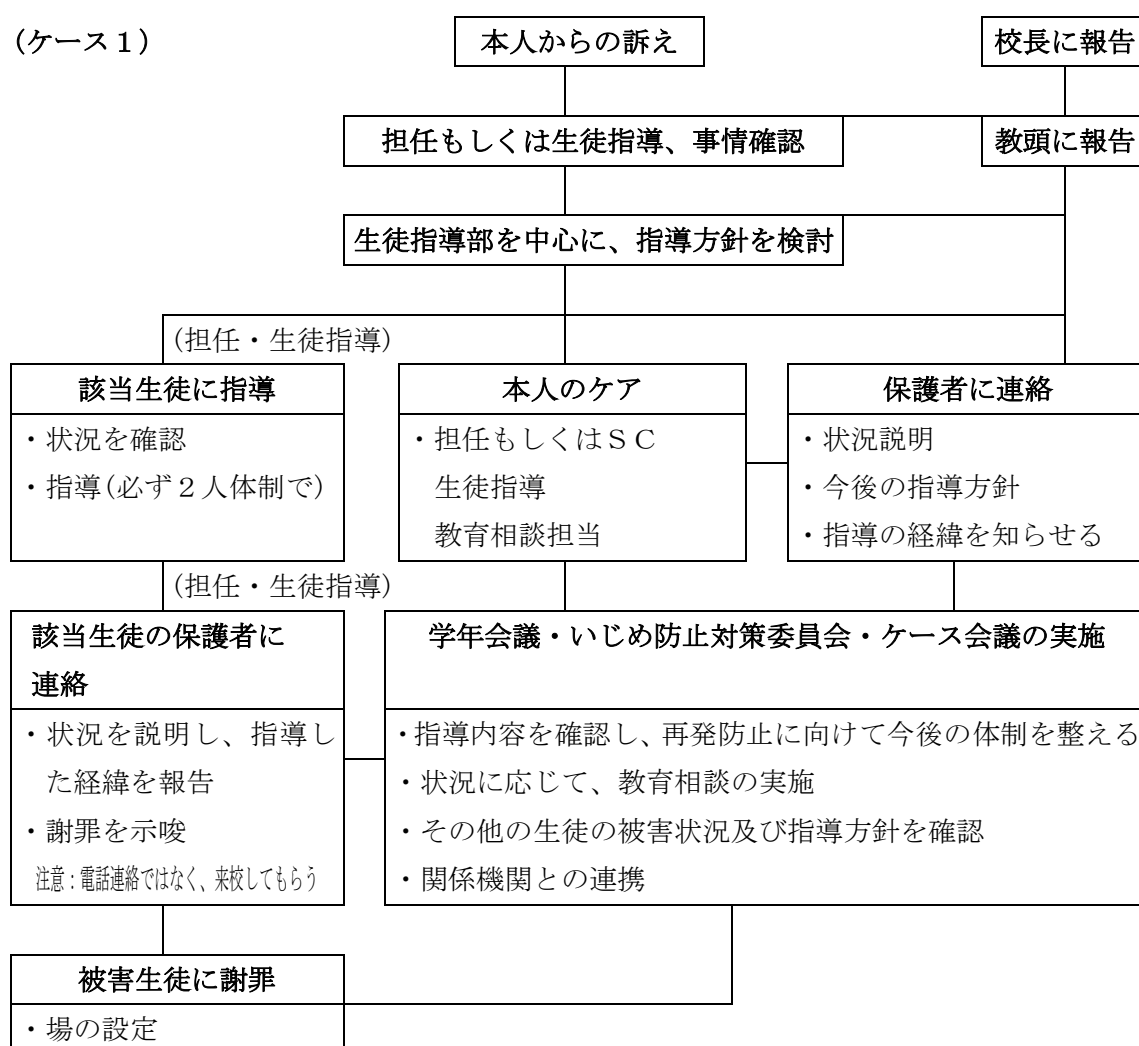 （ケース１）
本人からの訴え
校長に報告
担任もしくは生徒指導、事情確認
教頭に報告
生徒指導部を中心に、指導方針を検討
（担任・生徒指導）
該当生徒に指導
・状況を確認
・指導（必ず２人体制で）
本人のケア
・担任もしくはＳＣ
生徒指導
教育相談担当
保護者に連絡
・状況説明
・今後の指導方針
・指導の経緯を知らせる
（担任・生徒指導）
該当生徒の保護者に
連絡
・状況を説明し、指導し
た経緯を報告
・謝罪を示唆
注意：電話連絡ではなく、来校してもらう
学年会議・いじめ防止対策委員会・ケース会議の実施
・指導内容を確認し、再発防止に向けて今後の体制を整える
・状況に応じて、教育相談の実施
・その他の生徒の被害状況及び指導方針を確認
・関係機関との連携
被害生徒に謝罪
・場の設定